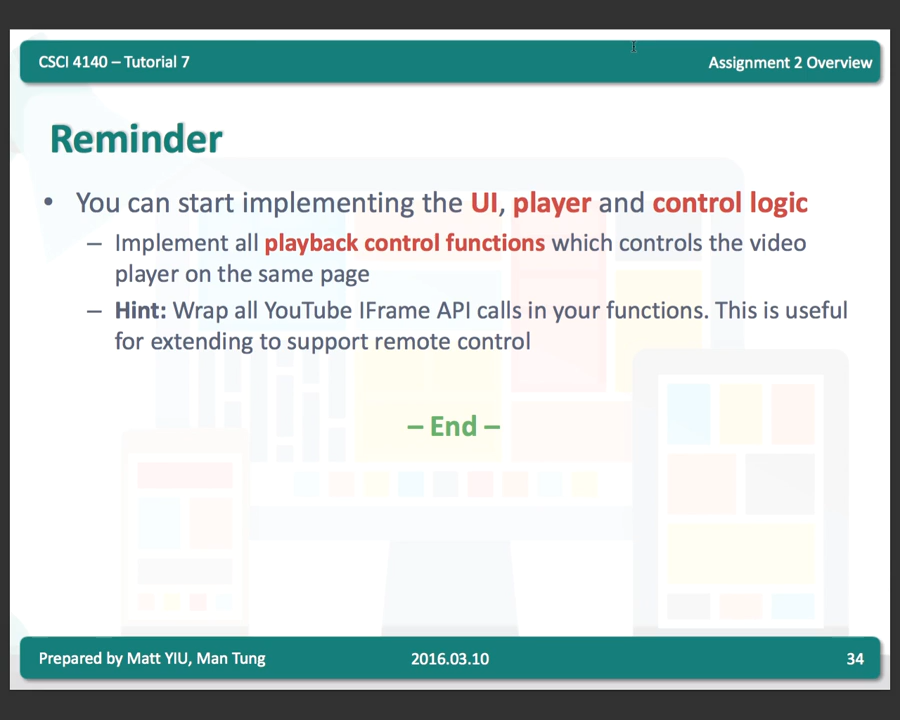 CSCI 4140 – Tutorial 7
Assignment 2 Overview
Reminder
• You can start implementing the UI, player and control logic
– Implement all playback control functions which controls the video
player on the same page
– Hint: Wrap all YouTube IFrame API calls in your functions. This is useful
for extending to support remote control
– End –
Prepared by Matt YIU, Man Tung
2016.03.10
34